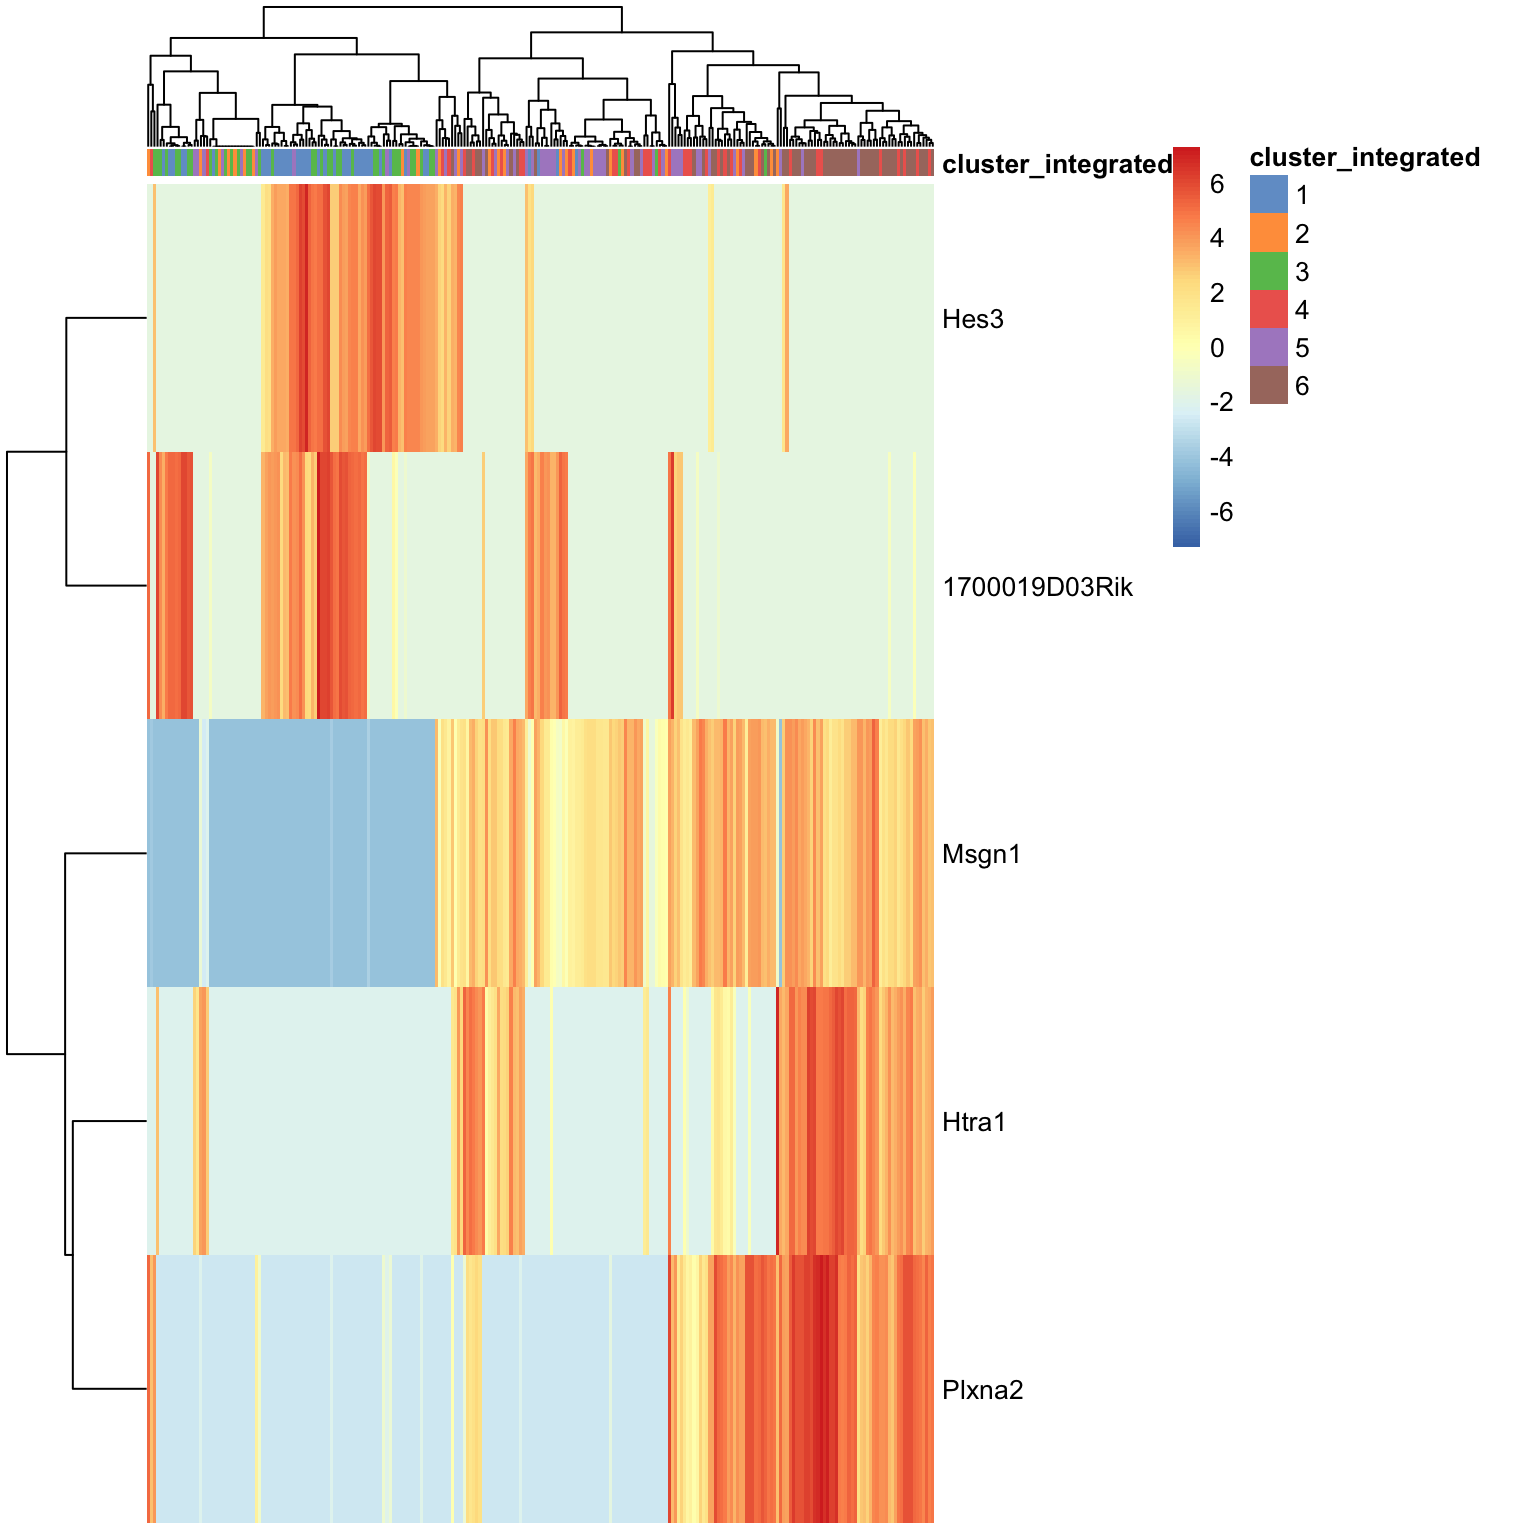 cluster_integrated
cluster_integrated
6
4
2
0
-2
-4
-6
1
2
3
4
5
6
Hes3
1700019D03Rik
Msgn1
Htra1
Plxna2